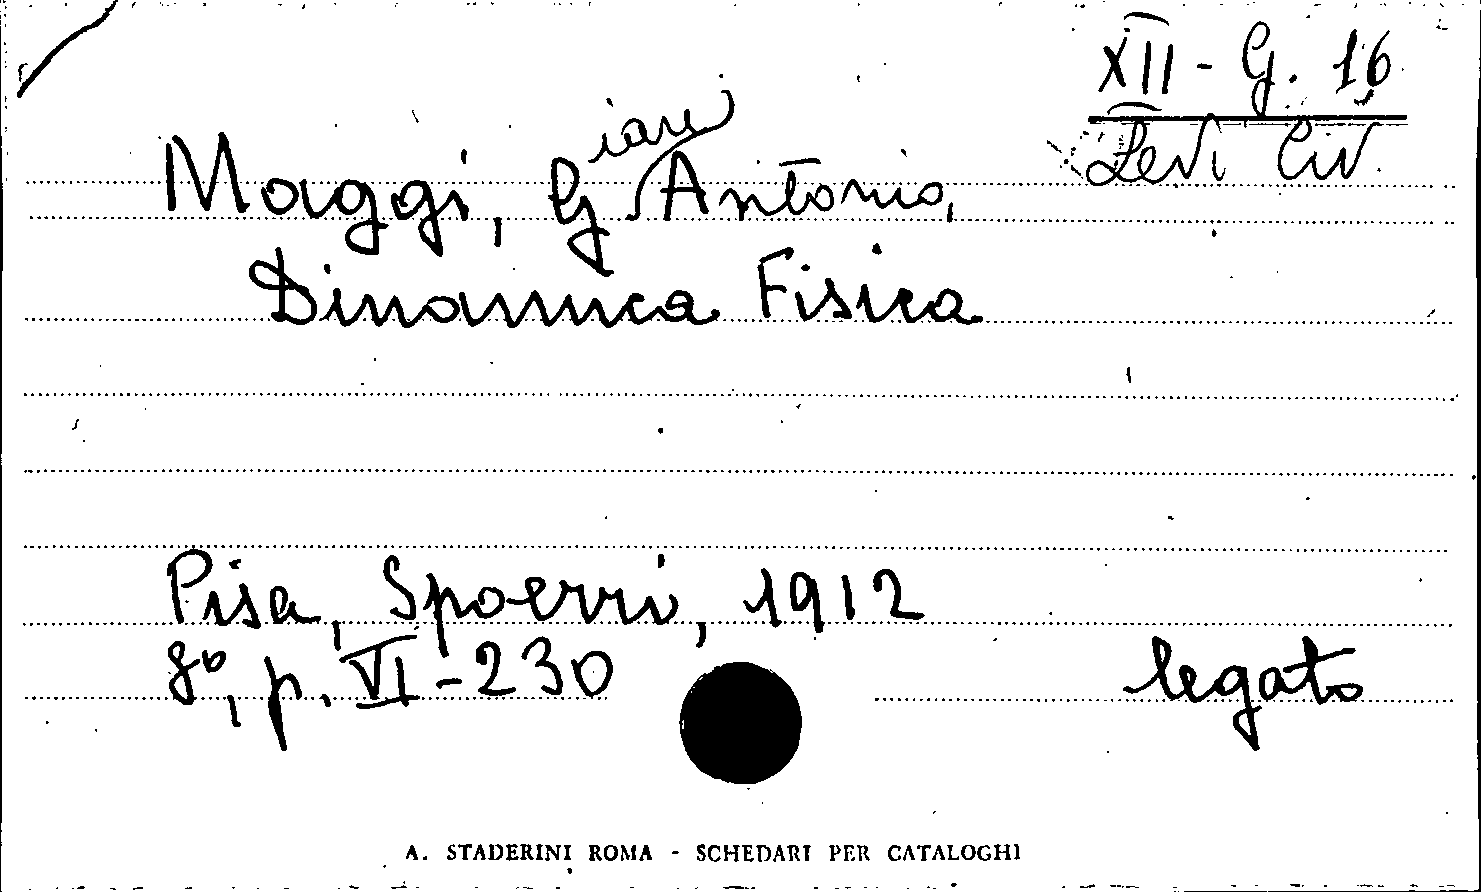 XII - G. 16
Levi Civ.
Maggi, Gian Antonio,
Dinamica Fisica
Pisa, Spoerri, 1912
8°, p. VI-230
legato
A. STADERINI ROMA - SCHEDARI PER CATALOGHI